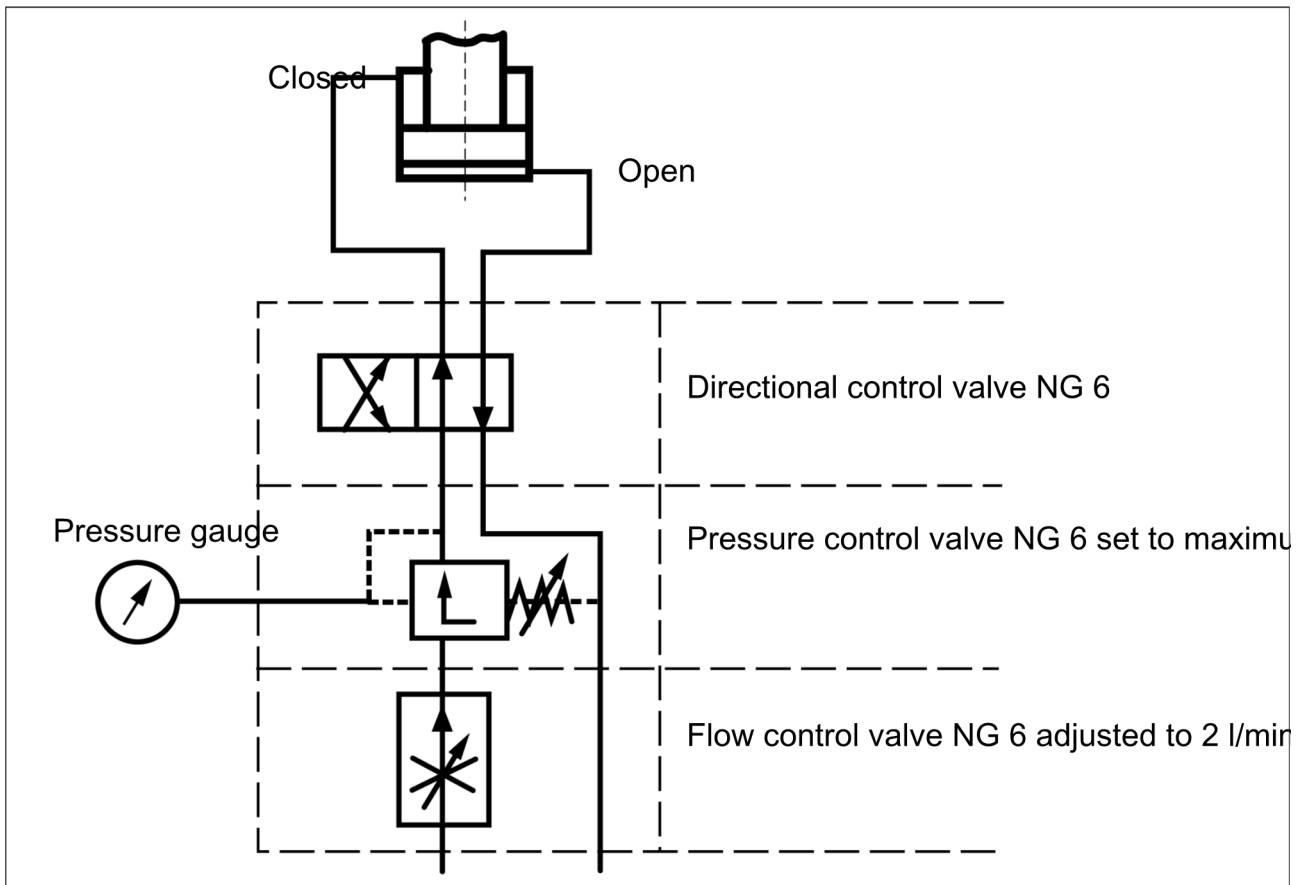 Closed
Open
Directional control valve NG 6
Pressure gauge
Pressure control valve NG 6 set to maximu
Flow control valve NG 6 adjusted to 2 l/min